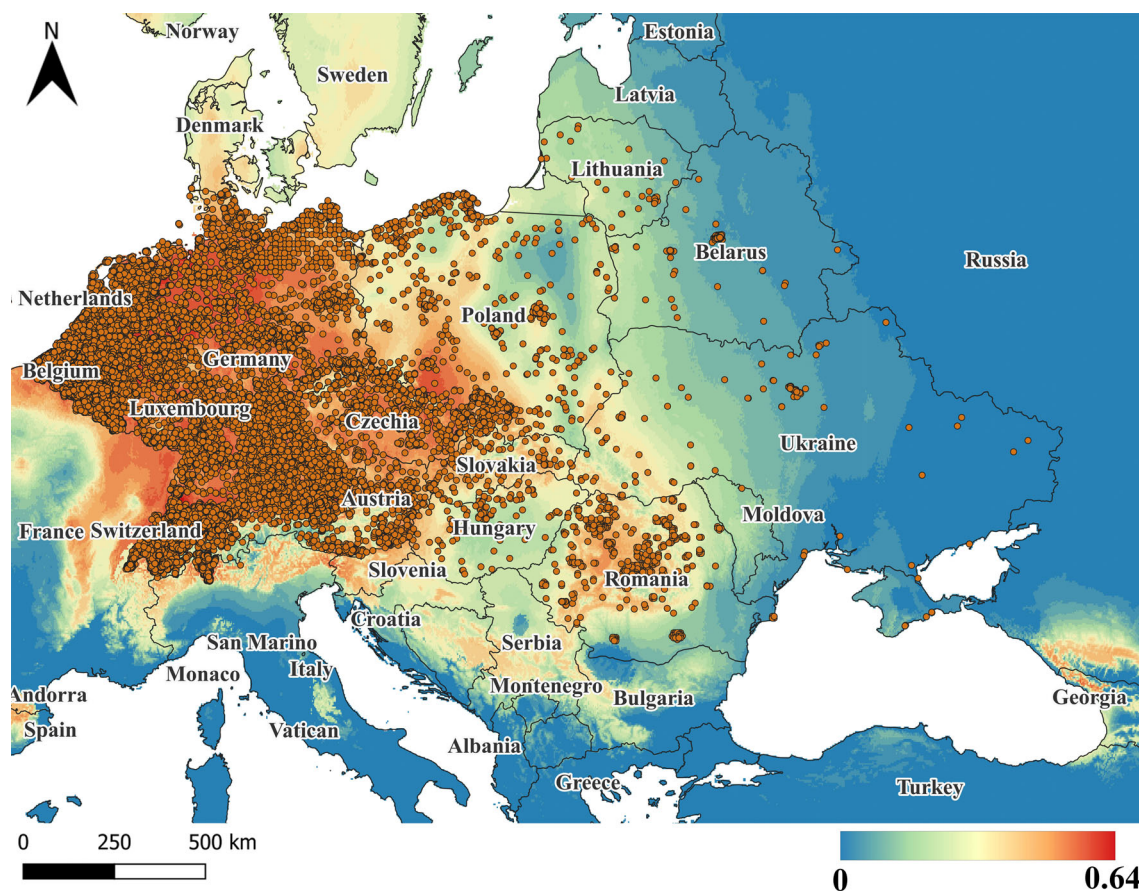 Norway
Estonia
N
Sweden
Latvia
Denmark
Lithuania
Belarus
Russia
Netherlands
Poland
Germany
Belgium
Luxembourg
Czechia
Ukraine
Slovakia
Austria
Moldova
France Switzerland
Hungary
Slovenia
Romania
Croatia
San Marino
Serbia
Italy
Monaco
Montenegro
Andorra
Bulgaria
Georgia
Spain
Vatican
Albania
Greece
Turkey
0 250 500 km
0 0.64